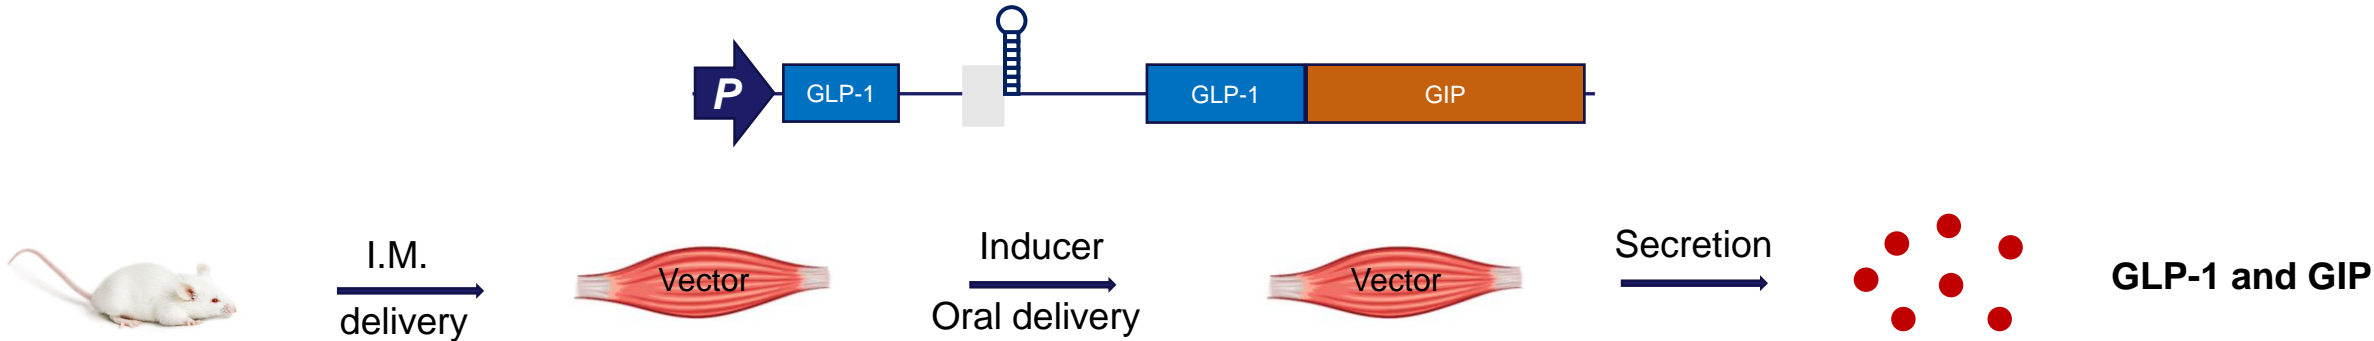 P
GLP-1
GLP-1
GIP
I.M.
delivery
Vector
Inducer
Oral delivery
Vector
Secretion
GLP-1 and GIP